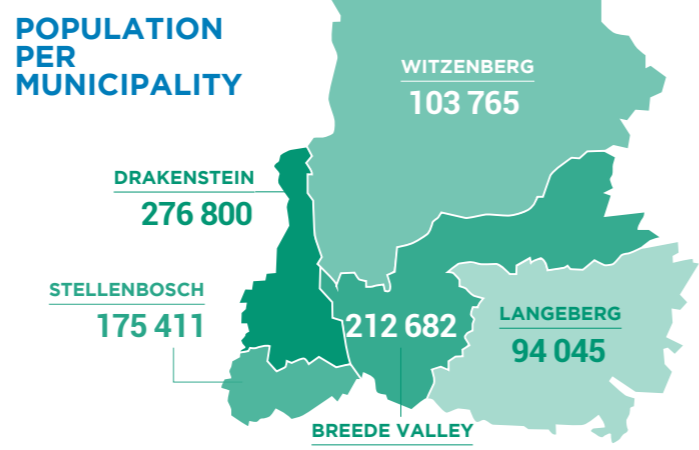 POPULATION
PER
MUNICIPALITY
WITZENBERG
103 765
DRAKENSTEIN
276 800
STELLENBOSCH
175 411
212 682
BREEDE VALLEY
LANGEBERG
94 045